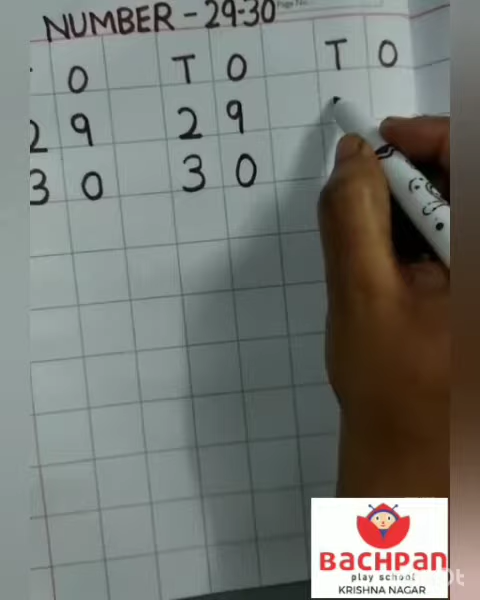 NUMBER - 29-30
O T O T O
29 29
30 30
BACHPAN
play school
KRISHNA NAGAR